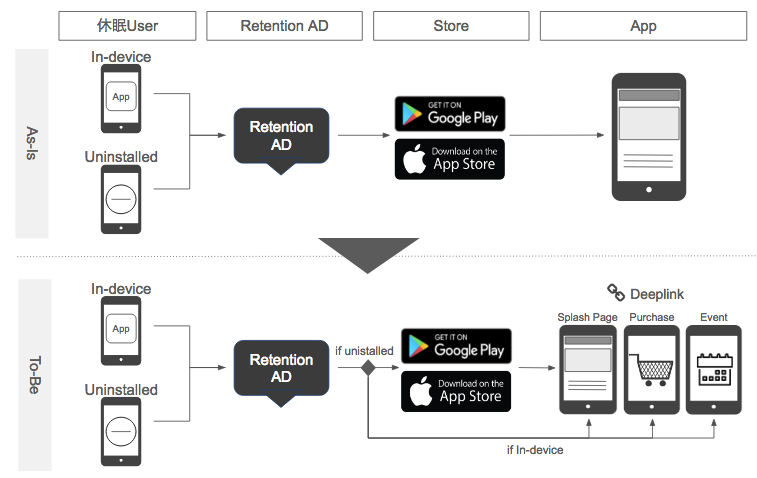 休眠User
Retention AD
Store
App
As-Is
In-device
App
Uninstalled
Retention
AD
GET IT ON
Google Play
Download on the
App Store
To-Be
In-device
App
Uninstalled
Retention
AD
if unistalled
GET IT ON
Google Play
Download on the
App Store
Deeplink
Splash Page
Purchase
Event
if In-device